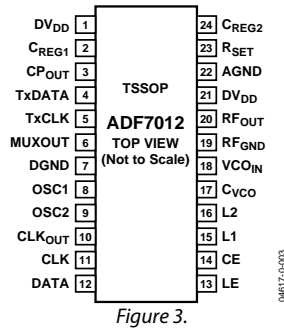 DVDD 1
CREG1 2
CPOUT 3
TxDATA 4
TxCLK 5
MUXOUT 6
DGND 7
OSC1 8
OSC2 9
CLKOUT 10
CLK 11
DATA 12
TSSOP
ADF7012
TOP VIEW
(Not to Scale)
24 CREG2
23 RSET
22 AGND
21 DVDD
20 RFOUT
19 RFGND
18 VCOIN
17 CVCO
16 L2
15 L1
14 CE
13 LE
04617-0-003
Figure 3.